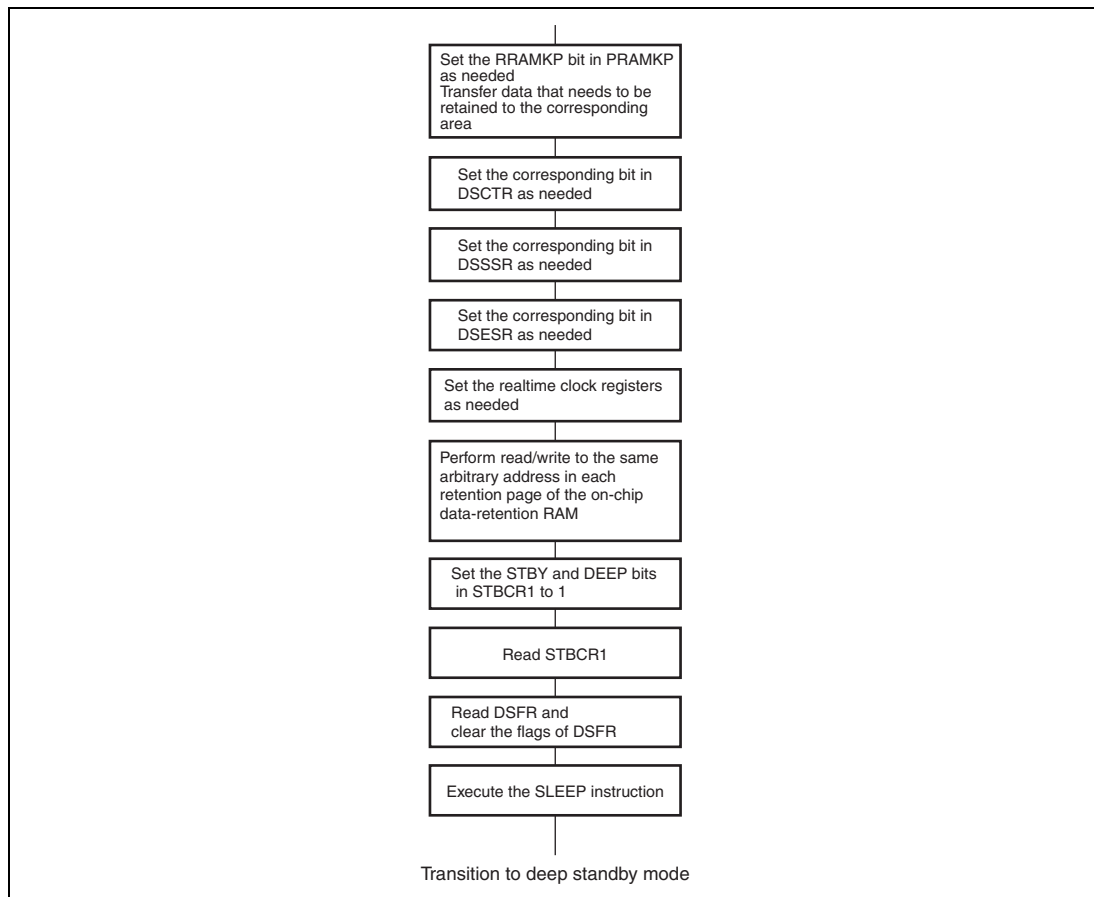 Set the RRAMKP bit in PRAMKP
as needed
Transfer data that needs to be
retained to the corresponding
area
Set the corresponding bit in
DSCTR as needed
Set the corresponding bit in
DSSSR as needed
Set the corresponding bit in
DSESR as needed
Set the realtime clock registers
as needed
Perform read/write to the same
arbitrary address in each
retention page of the on-chip
data-retention RAM
Set the STBY and DEEP bits
in STBCR1 to 1
Read STBCR1
Read DSFR and
clear the flags of DSFR
Execute the SLEEP instruction
Transition to deep standby mode